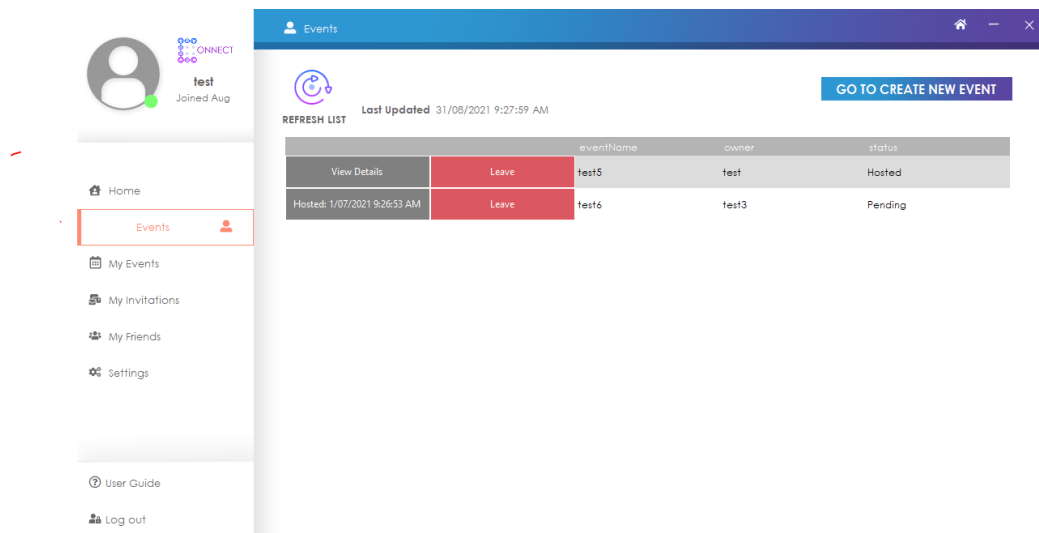 ONNECT
test
Joined Aug
Home
Events
My Events
My Invitations
My Friends
Settings
User Guide
Log out
Events
REFRESH LIST
Last Updated 31/08/2021 9:27:59 AM
GO TO CREATE NEW EVENT
eventName owner status
View Details Leave test5 test Hosted
Hosted: 1/07/2021 9:26:53 AM Leave test6 test3 Pending